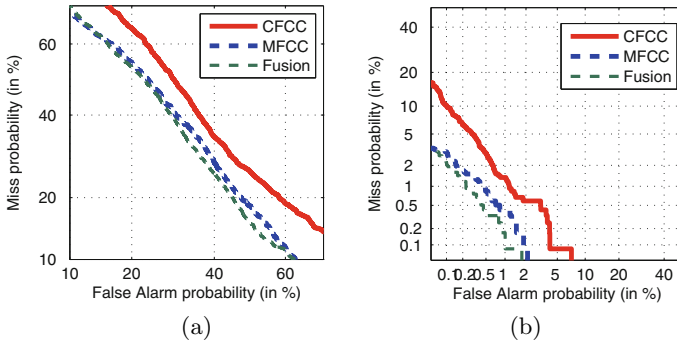 60
40
20
10
10 20 40 60
Miss probability (in %)
False Alarm probability (in %)
CFCC
MFCC
Fusion
(a)
40
20
10
5
2
1
0.5
0.2
0.1
0.1 0.2 0.5 1 2 5 10 20 40
Miss probability (in %)
False Alarm probability (in %)
CFCC
MFCC
Fusion
(b)